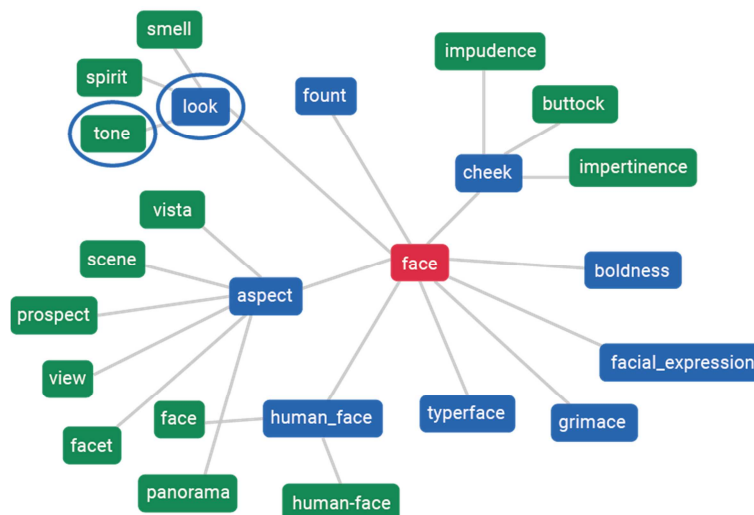 smell
impudence
spirit
fount
look
buttock
tone
cheek
impertinence
vista
scene
face
boldness
aspect
prospect
facial_expression
view
face
human_face
typerface
grimace
facet
panorama
human-face